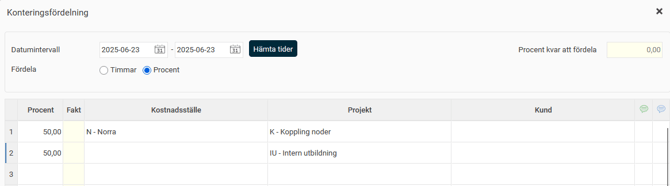 Konteringsfördelning
Datumintervall 2025-06-23 - 2025-06-23 Hämta tider Procent kvar att fördela 0,00
Fördela Timmar Procent
Procent Fakt Kostnadsställe Projekt Kund
1 50,00 N - Norra K - Koppling noder
2 50,00 IU - Intern utbildning
3